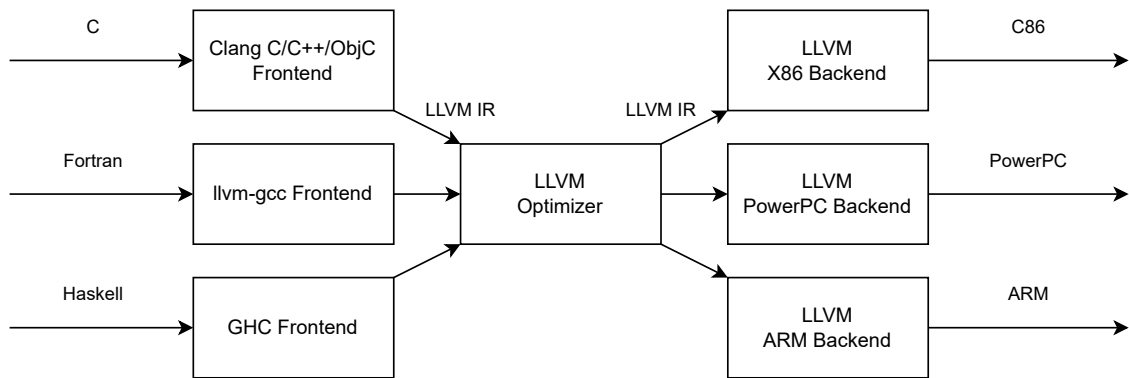 C
Clang C/C++/ObjC
Frontend
LLVM IR
Fortran
llvm-gcc Frontend
Haskell
GHC Frontend
LLVM
Optimizer
LLVM IR
LLVM
X86 Backend
C86
LLVM
PowerPC Backend
PowerPC
LLVM
ARM Backend
ARM